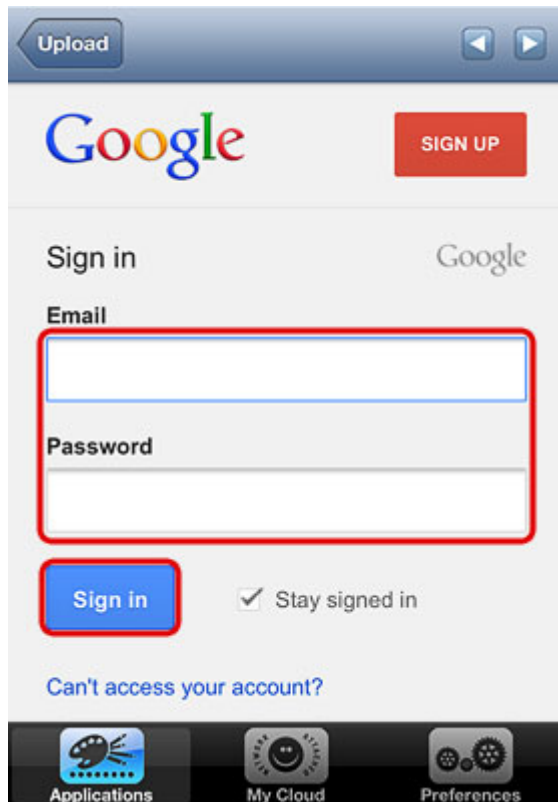 Upload
Google
SIGN UP
Sign in
Google
Email
Password
Sign in
Stay signed in
Can't access your account?
Applications
My Cloud
Preferences